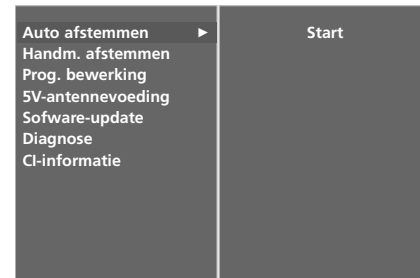 Auto afstemmen ▶ Start
Handm. afstemmen
Prog. bewerking
5V-antennevoeding
Sofware-update
Diagnose
CI-informatie